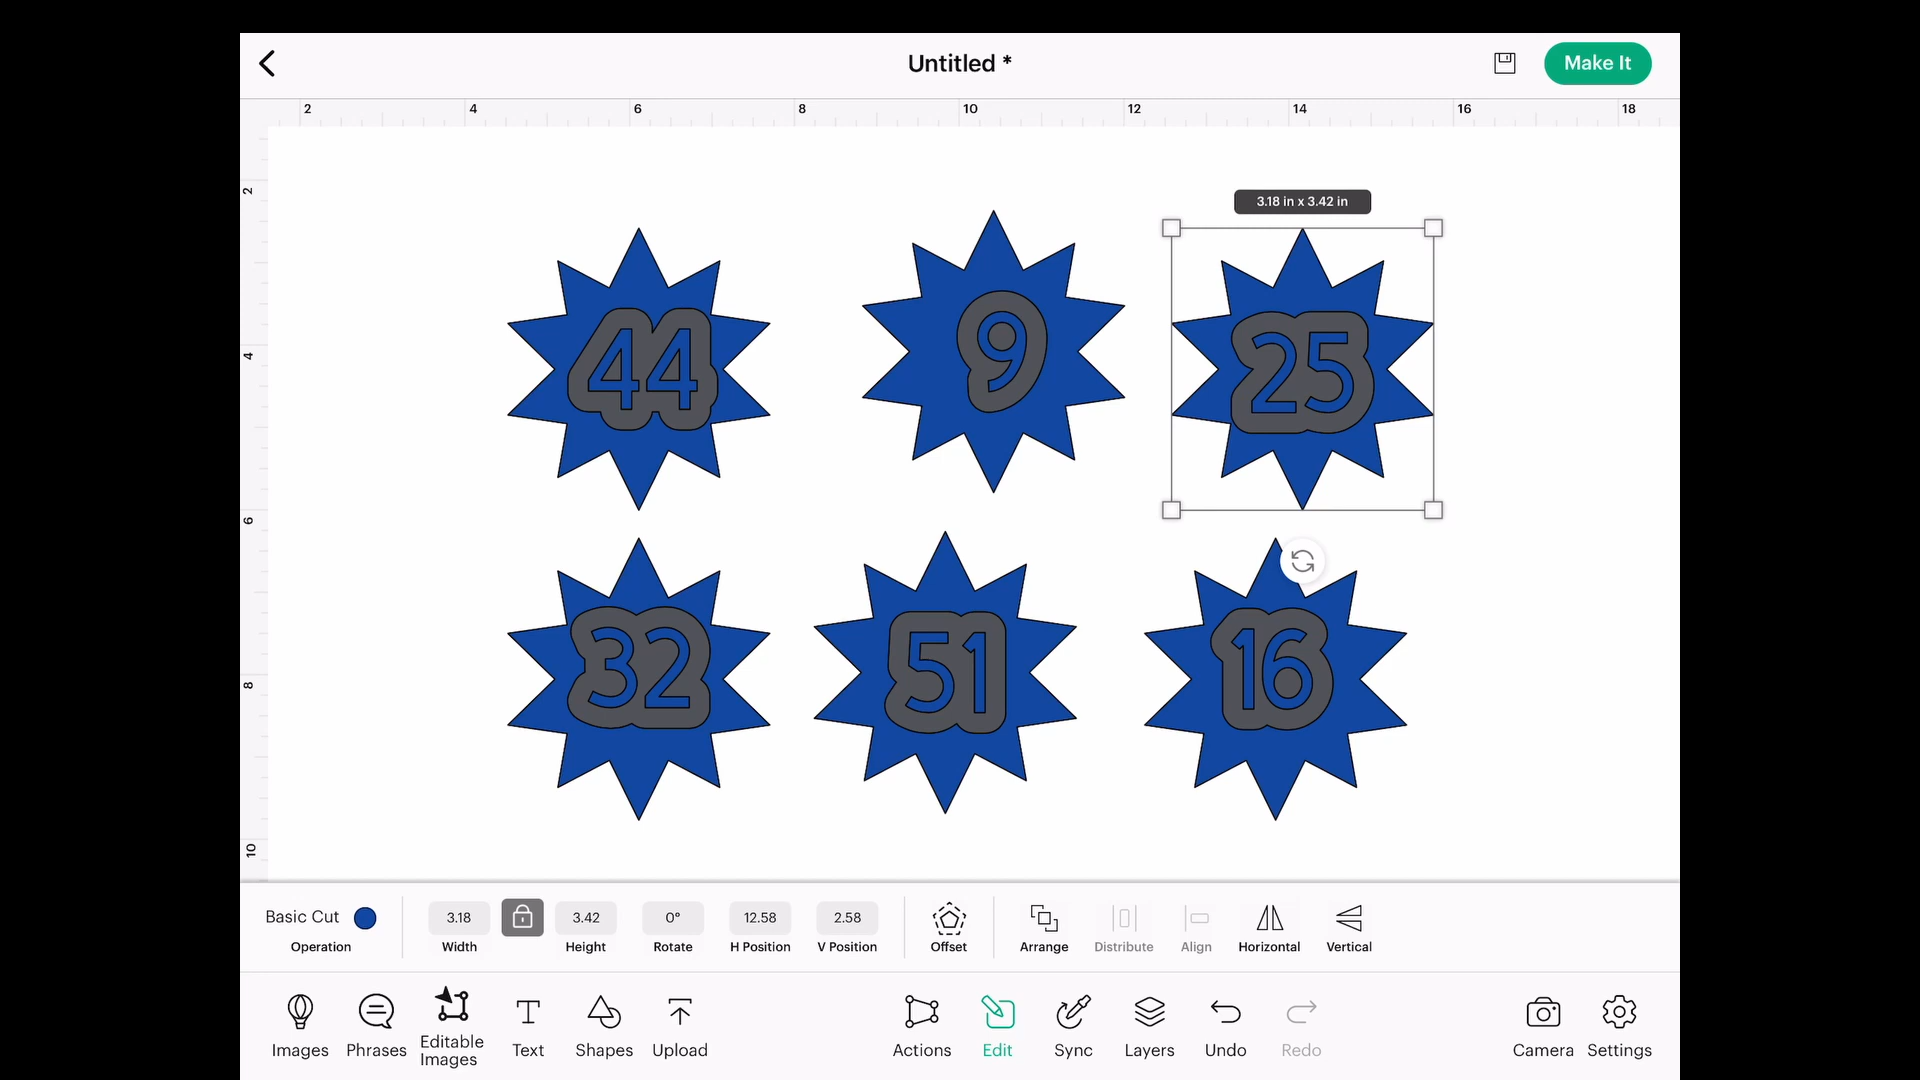 Untitled *
Make It
2 4 6 8 10 12 14 16 18
2
3.18 in x 3.42 in
44 9 25
4
6
32 51 16
8
10
Basic Cut 3.18 3.42 0° 12.58 2.58
Operation Width Height Rotate H Position V Position Offset Arrange Distribute Align Horizontal Vertical
Images Phrases Editable Images Text Shapes Upload Actions Edit Sync Layers Undo Redo Camera Settings